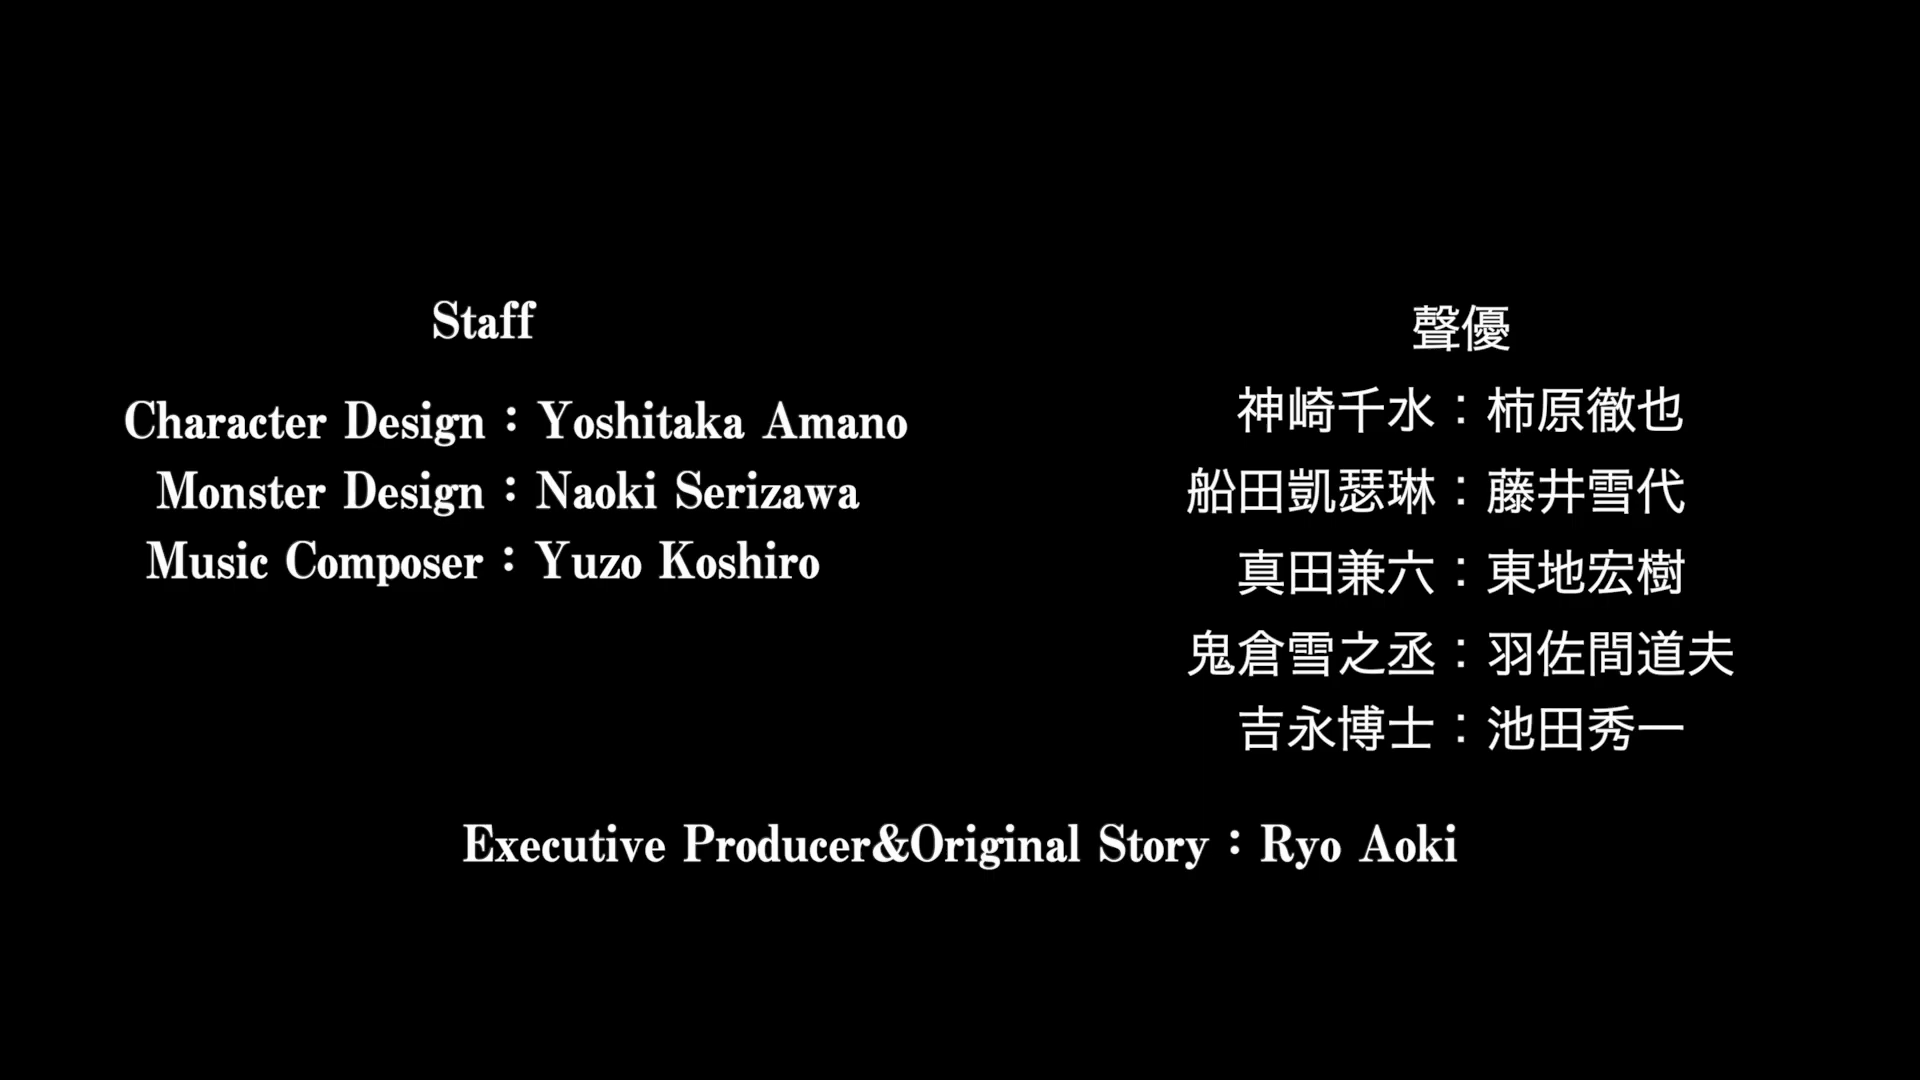 Staff
Character Design：Yoshitaka Amano
Monster Design：Naoki Serizawa
Music Composer：Yuzo Koshiro
聲優
神崎千水：柿原徹也
船田凱瑟琳：藤井雪代
真田兼六：東地宏樹
鬼倉雪之丞：羽佐間道夫
吉永博士：池田秀一
Executive Producer&Original Story：Ryo Aoki